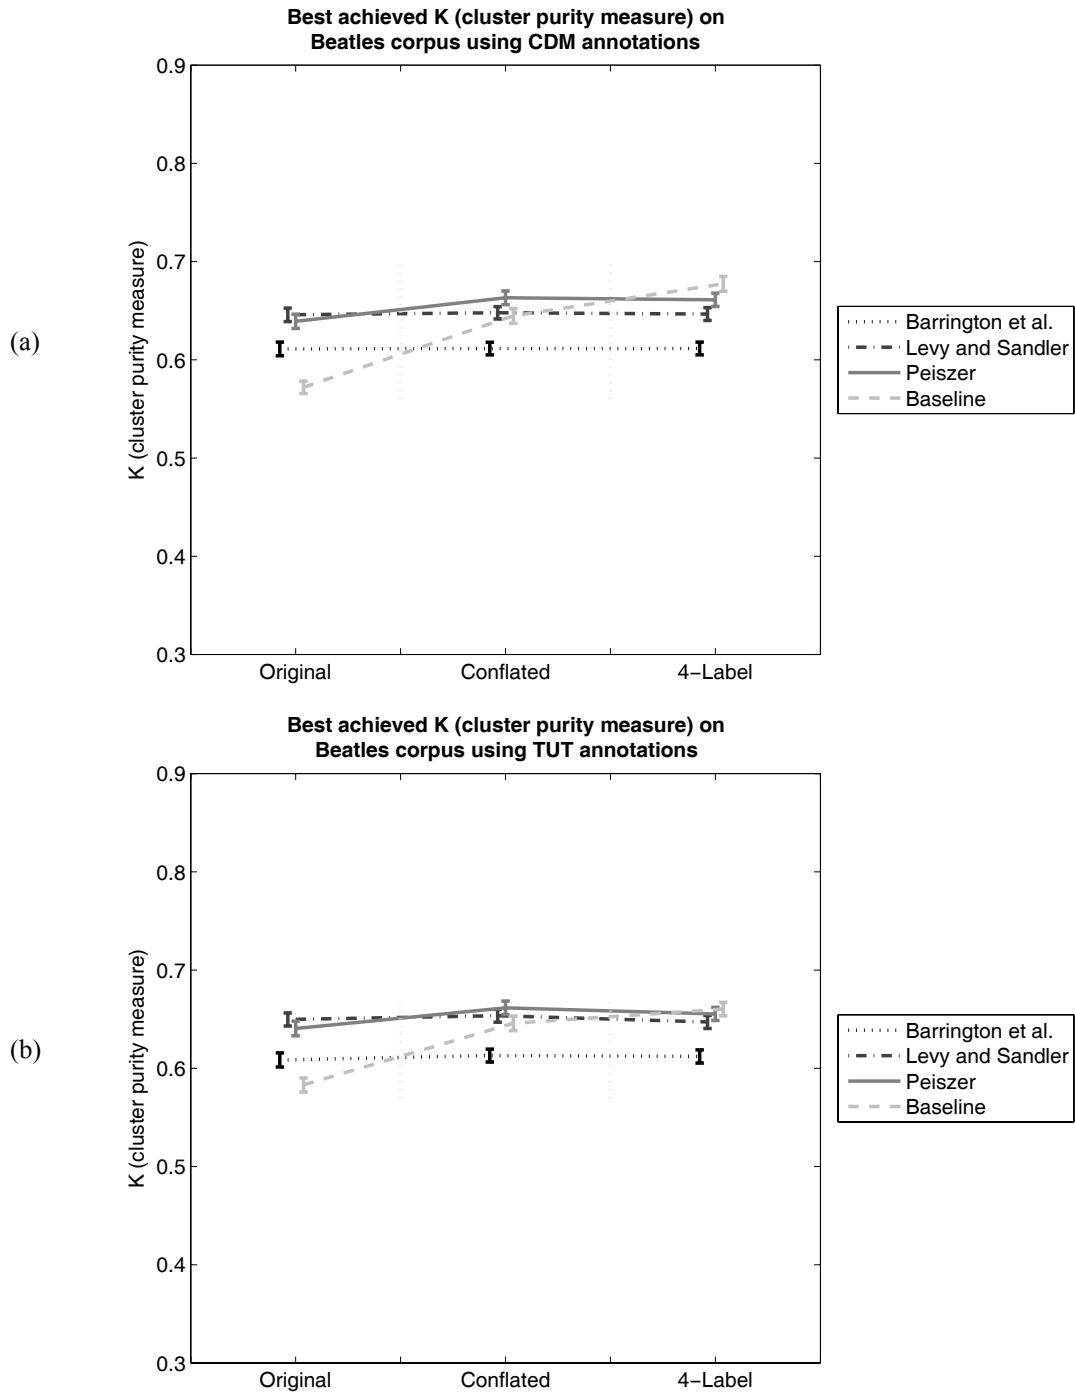 Best achieved K (cluster purity measure) on
Beatles corpus using CDM annotations
(a)
K (cluster purity measure)
0.9
0.8
0.7
0.6
0.5
0.4
0.3
Original Conflated 4−Label
Barrington et al.
Levy and Sandler
Peiszer
Baseline
Best achieved K (cluster purity measure) on
Beatles corpus using TUT annotations
(b)
K (cluster purity measure)
0.9
0.8
0.7
0.6
0.5
0.4
0.3
Original Conflated 4−Label
Barrington et al.
Levy and Sandler
Peiszer
Baseline